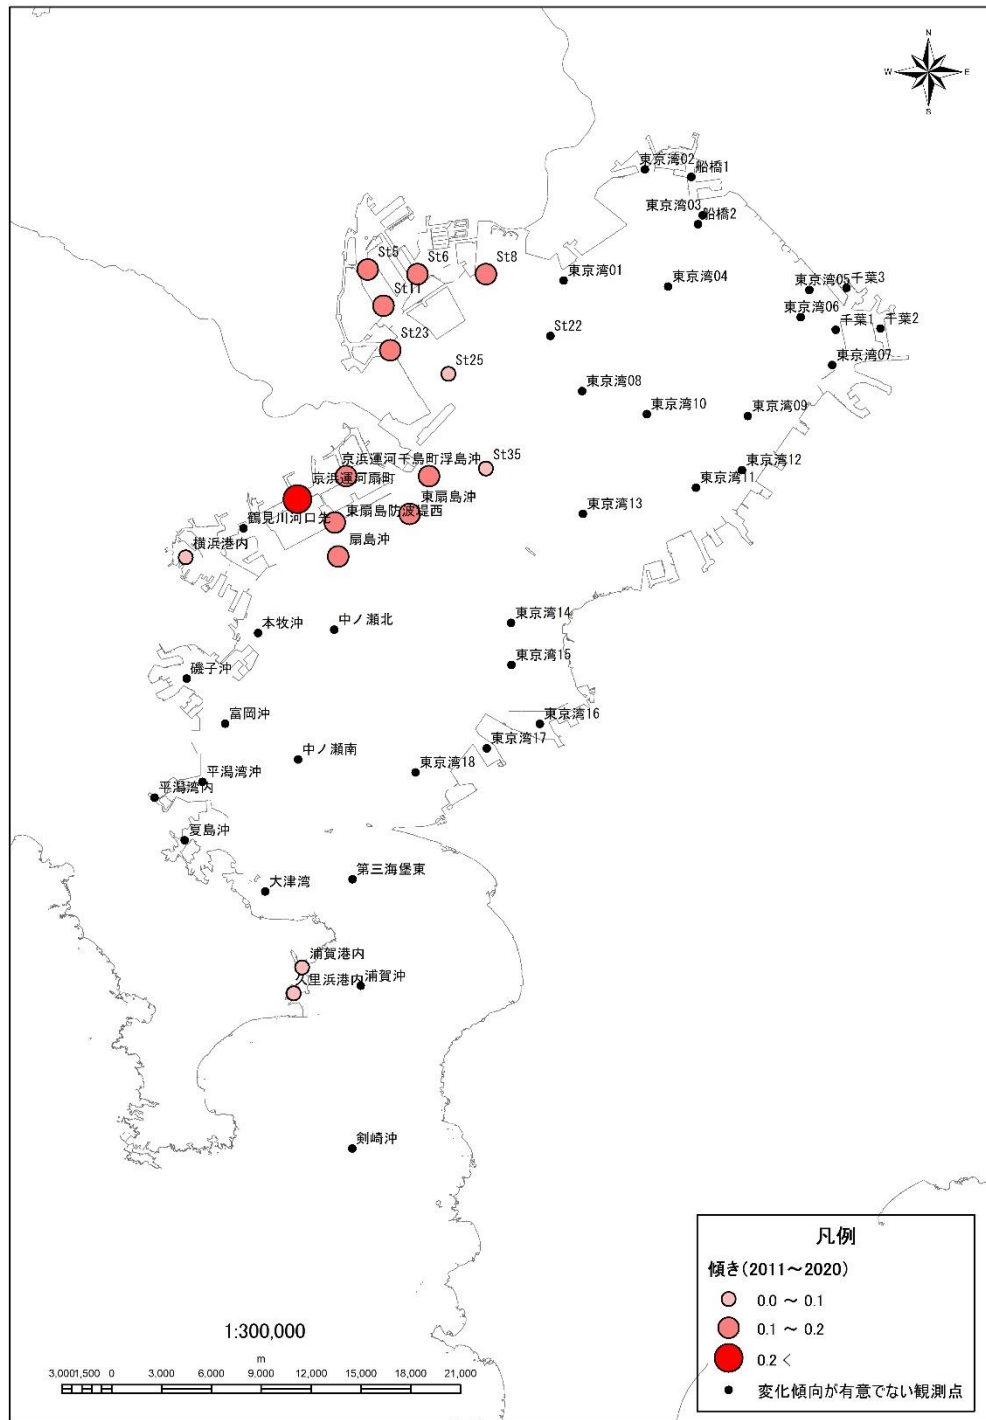 N
W E
S
東京湾02
船橋1
東京湾03
船橋2
St5
St6
St8
東京湾01
東京湾04
東京湾05
千葉3
St11
東京湾06
千葉1
千葉2
St23
St22
東京湾07
St25
東京湾08
東京湾10
東京湾09
京浜運河千鳥町
浮島沖
St35
東京湾12
京浜運河扇町
東京湾11
東扇島沖
東扇島防波堤西
鶴見川河口先
東京湾13
扇島沖
横浜港内
本牧沖
中ノ瀬北
東京湾14
東京湾15
磯子沖
富岡沖
東京湾16
東京湾17
中ノ瀬南
東京湾18
平潟湾沖
平潟湾内
夏島沖
第三海堡東
大津湾
浦賀港内
久里浜港内
浦賀沖
剣崎沖
凡例
傾き(2011～2020)
0.0 ～ 0.1
0.1 ～ 0.2
0.2 <
変化傾向が有意でない観測点
1:300,000
m
3,000 1,500 0 3,000 6,000 9,000 12,000 15,000 18,000 21,000